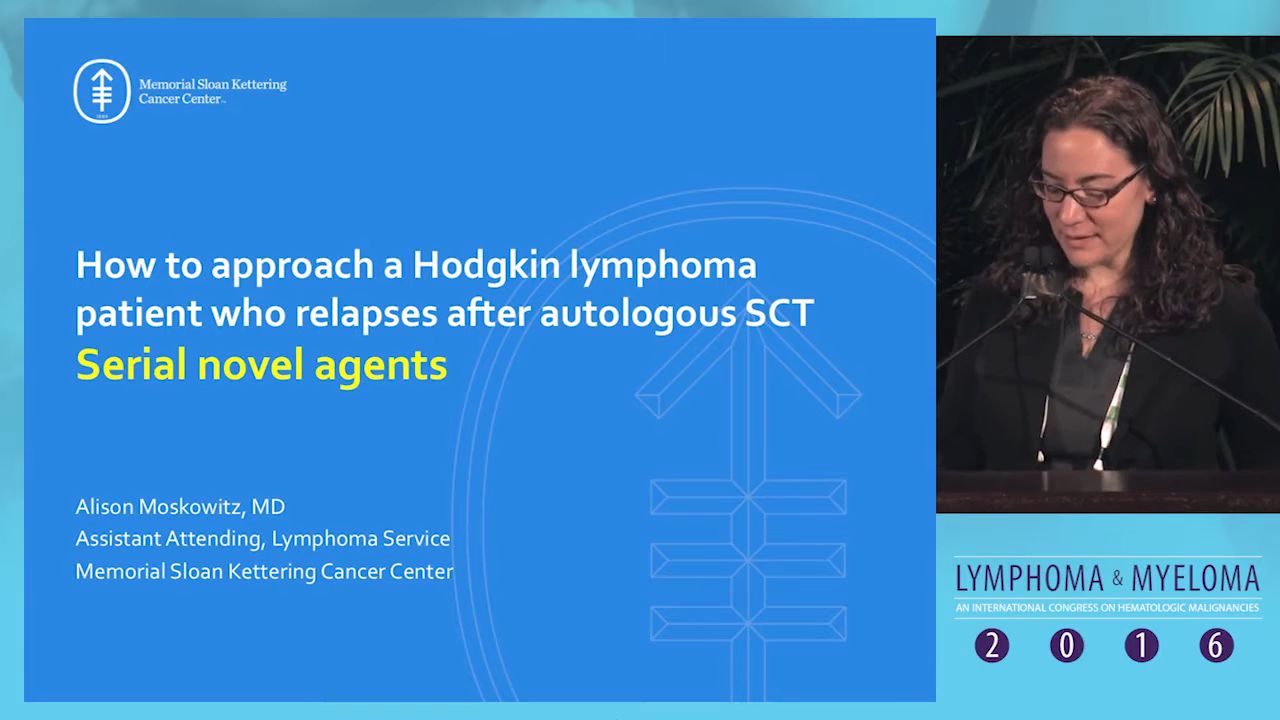 Memorial Sloan Kettering
Cancer Center
How to approach a Hodgkin lymphoma
patient who relapses after autologous SCT
Serial novel agents
Alison Moskowitz, MD
Assistant Attending, Lymphoma Service
Memorial Sloan Kettering Cancer Center
LYMPHOMA & MYELOMA
AN INTERNATIONAL CONGRESS ON HEMATOLOGIC MALIGNANCIES
2 0 1 6